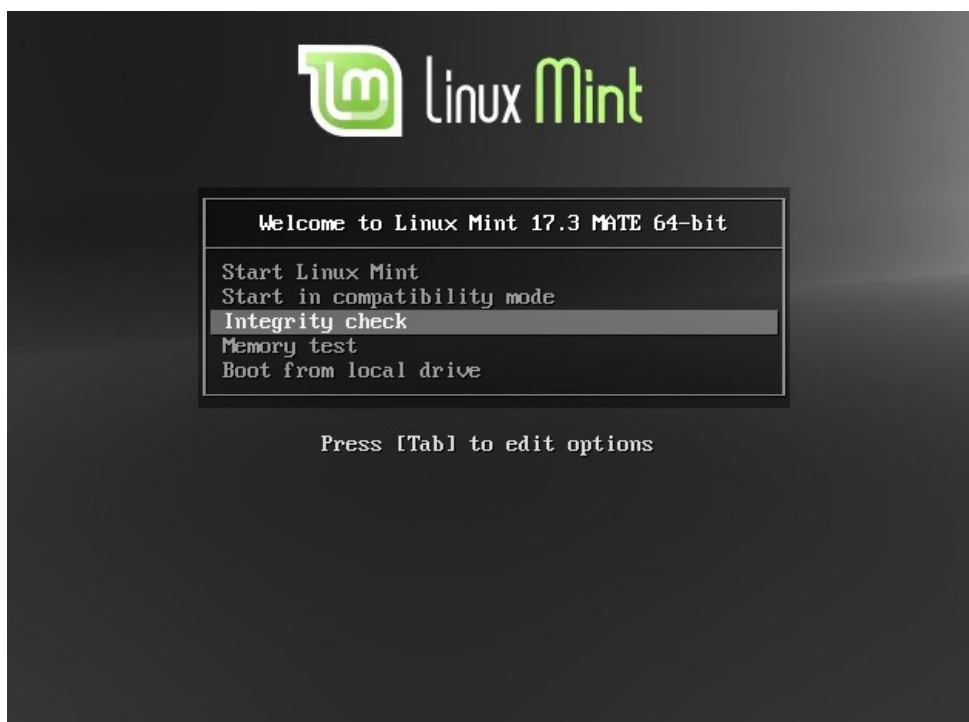 lm Linux Mint
Welcome to Linux Mint 17.3 MATE 64-bit
Start Linux Mint
Start in compatibility mode
Integrity check
Memory test
Boot from local drive
Press [Tab] to edit options